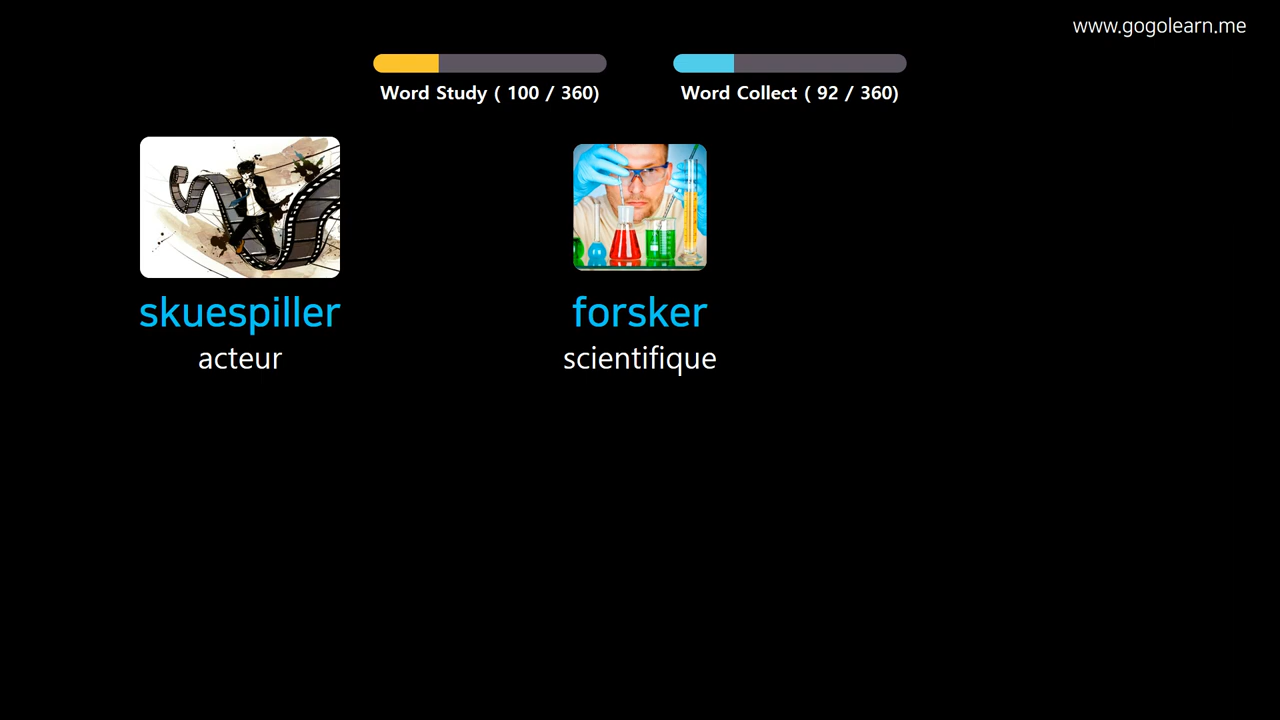 www.gogolearn.me
Word Study ( 100 / 360)
Word Collect ( 92 / 360)
skuespiller
acteur
forsker
scientifique